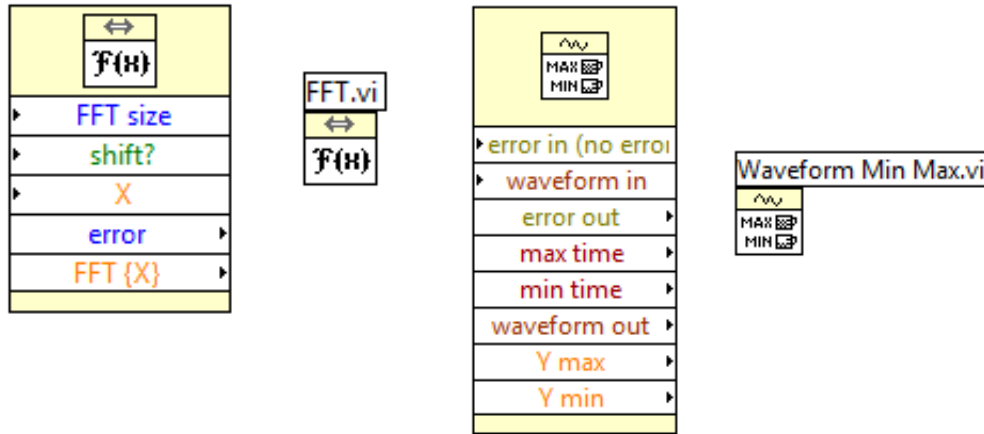 F(x)
FFT size
shift?
X
error
FFT {X}
FFT.vi
F(x)
MAX
MIN
error in (no error
waveform in
error out
max time
min time
waveform out
Y max
Y min
Waveform Min Max.vi
MAX
MIN